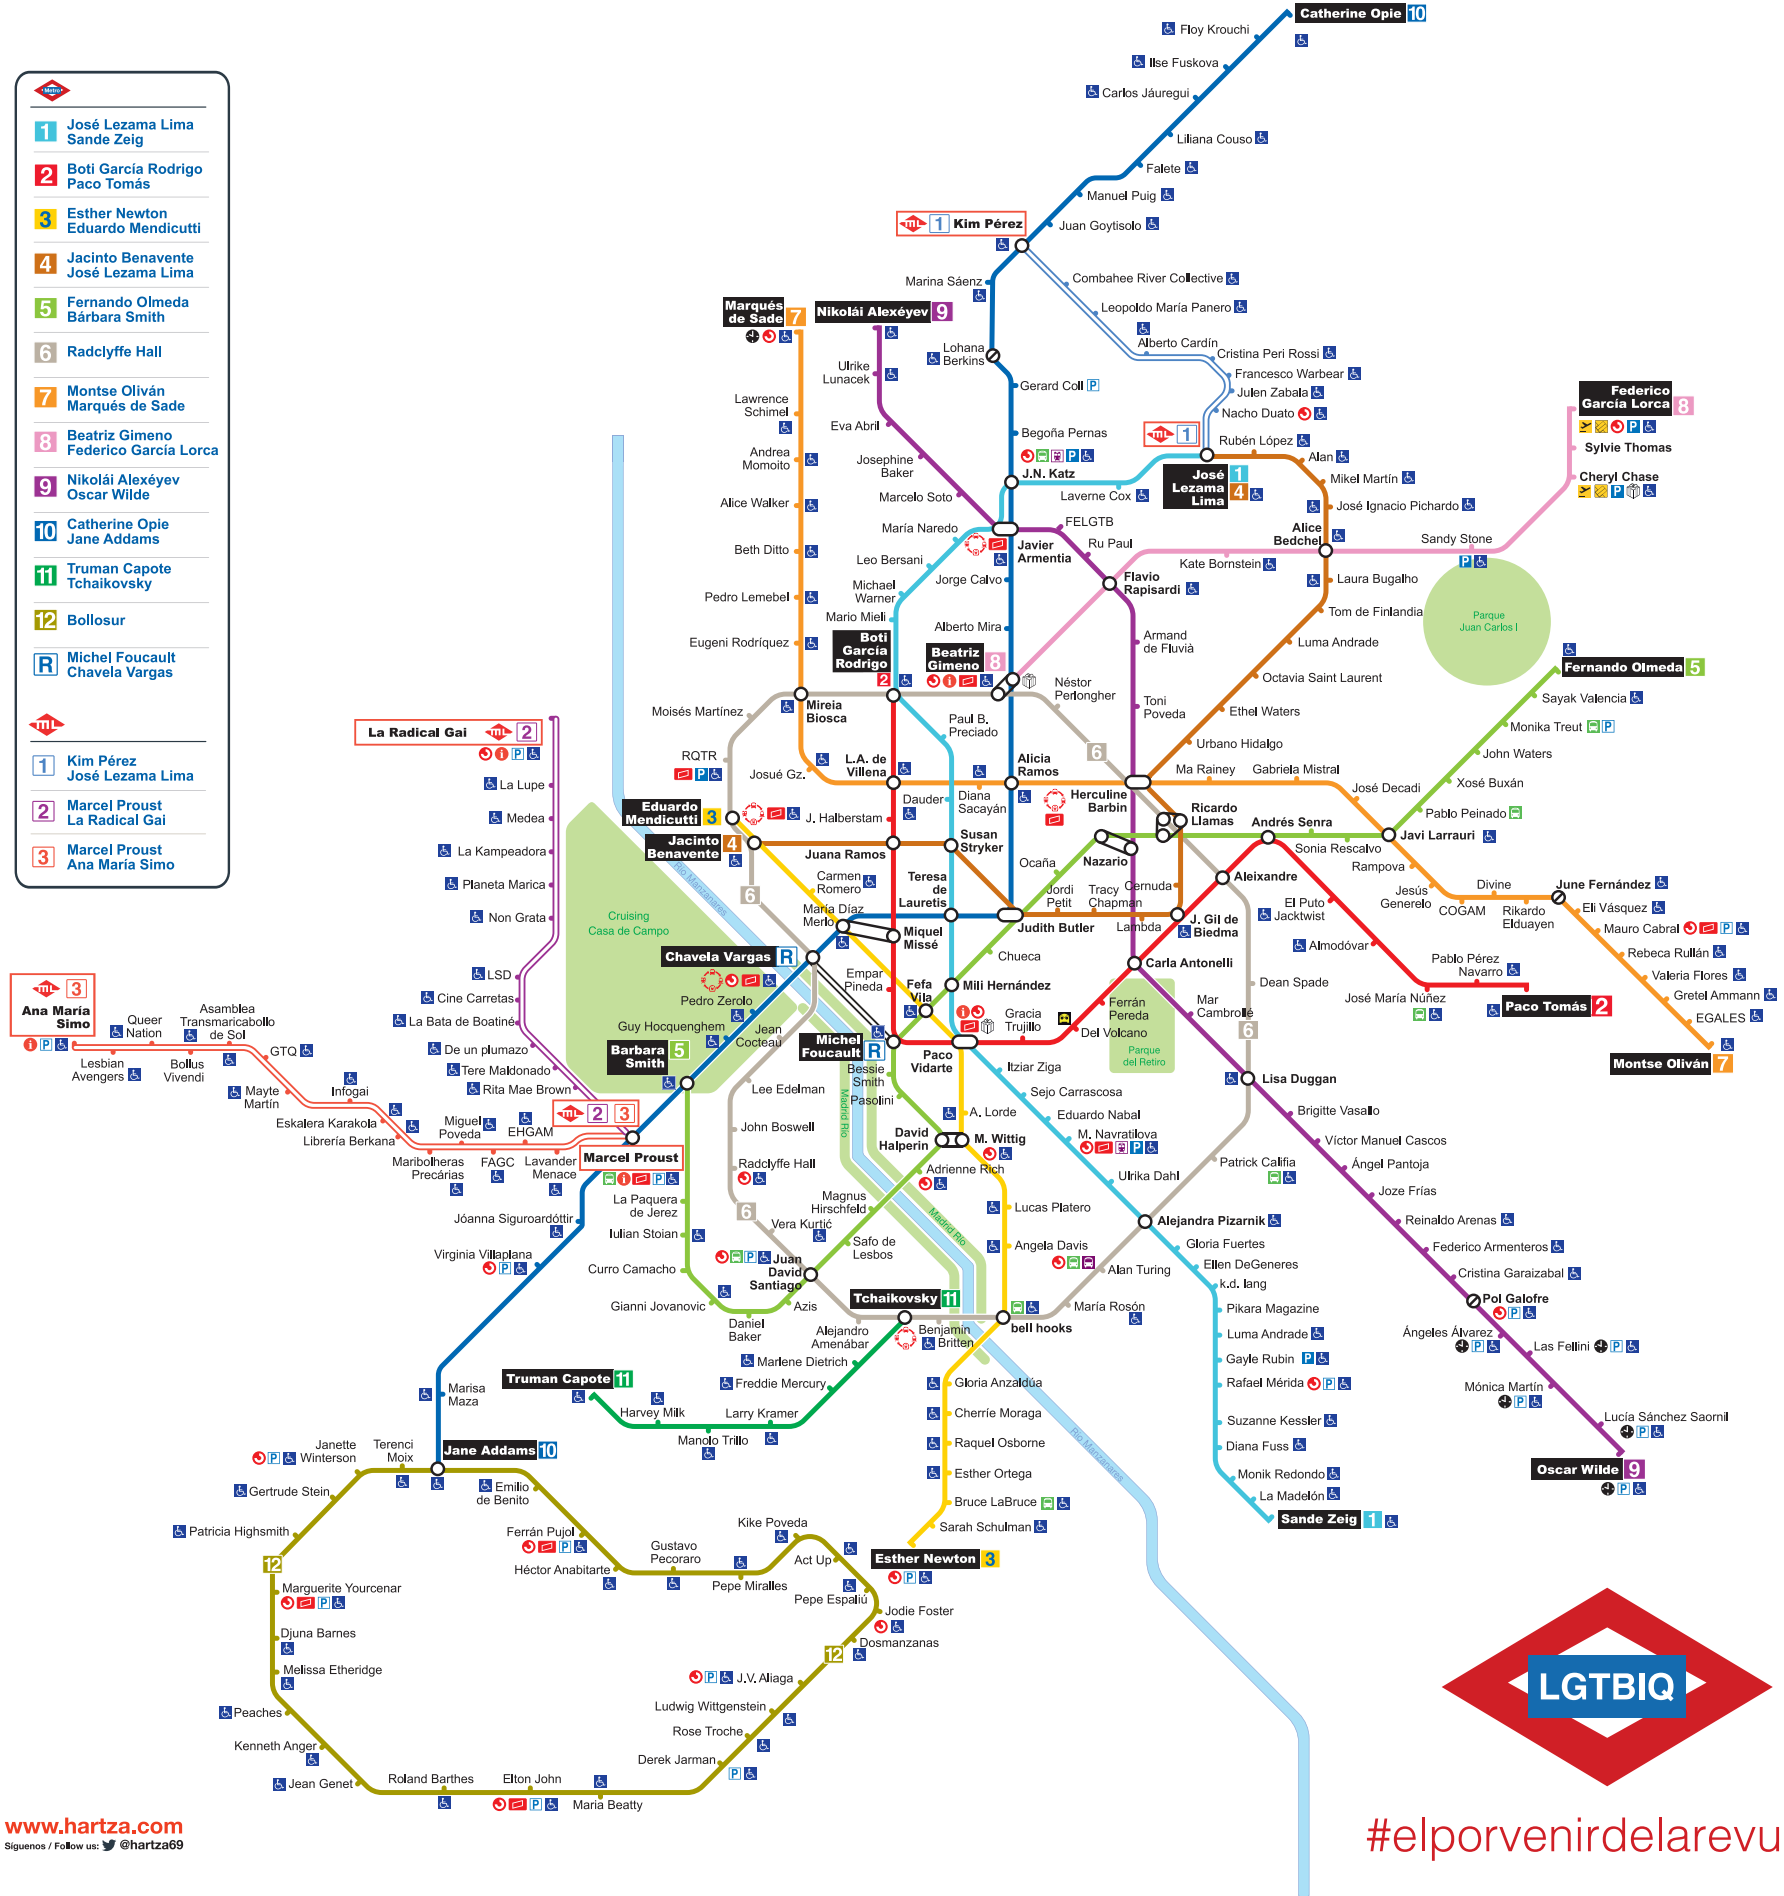 Metro
1 José Lezama Lima
Sande Zeig
2 Boti García Rodrigo
Paco Tomás
3 Esther Newton
Eduardo Mendicutti
4 Jacinto Benavente
José Lezama Lima
5 Fernando Olmeda
Bárbara Smith
6 Radclyffe Hall
7 Montse Oliván
Marqués de Sade
8 Beatriz Gimeno
Federico García Lorca
9 Nikolái Alexéyev
Oscar Wilde
10 Catherine Opie
Jane Addams
11 Truman Capote
Tchaikovsky
12 Bollosur
R Michel Foucault
Chavela Vargas
mL
1 Kim Pérez
José Lezama Lima
2 Marcel Proust
La Radical Gai
3 Marcel Proust
Ana María Simo
Catherine Opie 10
Floy Krouchi
Ilse Fuskova
Carlos Jáuregui
Liliana Couso
Falete
Manuel Puig
Juan Goytisolo
mL 1 Kim Pérez
Marina Sáenz
Lohana
Berkins
Gerard Coll
Begoña Pernas
J.N. Katz
Combahee River Collective
Leopoldo María Panero
Alberto Cardín
Cristina Peri Rossi
Francesco Warbear
Julen Zabala
Nacho Duato
mL 1
José
Lezama
Lima
1
4
Rubén López
Alan
Mikel Martín
José Ignacio Pichardo
Alice
Bedchel
Laura Bugalho
Tom de Finlandia
Luma Andrade
Octavia Saint Laurent
Ethel Waters
Urbano Hidalgo
Federico
García Lorca 8
Sylvie Thomas
Cheryl Chase
Sandy Stone
Kate Bornstein
Parque
Juan Carlos I
Marqués
de Sade 7
Lawrence
Schimel
Andrea
Momoito
Alice Walker
Beth Ditto
Pedro Lemebel
Eugeni Rodríquez
Mireia
Biosca
Josué Gz.
Nikolái Alexéyev 9
Ulrike
Lunacek
Eva Abril
Josephine
Baker
Marcelo Soto
Laverne Cox
María Naredo
Leo Bersani
Michael
Warner
Mario Mieli
Javier
Armentia
FELGTB
Ru Paul
Flavio
Rapisardi
Jorge Calvo
Alberto Mira
Boti
García
Rodrigo
2
Beatriz
Gimeno 8
Armand
de Fluvià
Toni
Poveda
Néstor
Perlongher
6
Fernando Olmeda 5
Sayak Valencia
Monika Treut
John Waters
Xosé Buxán
Pablo Peinado
Javi Larrauri
Sonia Rescalvo
Andrés Senra
Moisés Martínez
RQTR
Paul B.
Preciado
L.A. de
Villena
Alicia
Ramos
Dauder
Diana
Sacayán
Herculine
Barbin
Ma Rainey
Gabriela Mistral
José Decadi
Ricardo
Llamas
Nazario
Eduardo
Mendicutti 3
Jacinto
Benavente 4
J. Halberstam
Juana Ramos
Susan
Stryker
Teresa
de
Lauretis
Carmen
Romero
María Díaz
Merlo
Miquel
Missé
Judith Butler
Ocaña
Jordi
Petit
Tracy
Chapman
Cernuda
Lambda
J. Gil de
Biedma
Aleixandre
Chueca
Carla Antonelli
El Puto
Jacktwist
Almodóvar
Pablo Pérez
Navarro
José María Núñez
Paco Tomás 2
Rampova
Jesús
Generelo
COGAM
Divine
Rikardo
Elduayen
June Fernández
Eli Vásquez
Mauro Cabral
Rebeca Rullán
Valeria Flores
Gretel Ammann
EGALES
Montse Oliván 7
La Radical Gai mL 2
La Lupe
Medea
La Kampeadora
Planeta Marica
Non Grata
LSD
Cine Carretas
La Bata de Boatiné
De un plumazo
Tere Maldonado
Rita Mae Brown
Cruising
Casa de Campo
Río Manzanares
6
Chavela Vargas R
Pedro Zerolo
Guy Hocquenghem
Jean
Cocteau
Barbara
Smith 5
Empar
Pineda
Fefa
Vila
Mili Hernández
Michel
Foucault R
Paco
Vidarte
Gracia
Trujillo
Ferrán
Pereda
Del Volcano
Mar
Cambrollé
Dean Spade
6
Parque
del Retiro
Lisa Duggan
mL 3
Ana María
Simo
Lesbian
Avengers
Queer
Nation
Bollus
Vivendi
Asamblea
Transmaricabollo
de Sol
GTQ
Mayte
Martín
Infogai
Eskalera Karakola
Librería Berkana
Maribolheras
Precárias
Miguel
Poveda
FAGC
EHGAM
Lavander
Menace
mL 2 3
Marcel Proust
Bessie
Smith
Pasolini
Lee Edelman
John Boswell
Radclyffe Hall
6
Madrid Río
David
Halperin
M. Wittig
A. Lorde
Adrienne Rich
Magnus
Hirschfeld
Safo de
Lesbos
Vera Kurtić
Juan
David
Santiago
Azis
Itziar Ziga
Sejo Carrascosa
Eduardo Nabal
M. Navratilova
Ulrika Dahl
Patrick Califia
Alejandra Pizarnik
Lucas Platero
Angela Davis
Alan Turing
María Rosón
bell hooks
Madrid Río
Brigitte Vasallo
Víctor Manuel Cascos
Ángel Pantoja
Joze Frías
Reinaldo Arenas
Federico Armenteros
Cristina Garaizabal
Pol Galofre
Ángeles Álvarez
Las Fellini
Mónica Martín
Lucía Sánchez Saornil
Oscar Wilde 9
Gloria Fuertes
Ellen DeGeneres
k.d. lang
Pikara Magazine
Luma Andrade
Gayle Rubin
Rafael Mérida
Suzanne Kessler
Diana Fuss
Monik Redondo
La Madelón
Sande Zeig 1
La Paquera
de Jerez
Iulian Stoian
Curro Camacho
Gianni Jovanovic
Daniel
Baker
Jóanna Siguroardóttir
Virginia Villaplana
Marisa
Maza
Jane Addams 10
Tchaikovsky 11
Alejandro
Amenábar
Benjamin
Britten
Marlene Dietrich
Freddie Mercury
Larry Kramer
Manolo Trillo
Harvey Milk
Truman Capote 11
Gloria Anzaldúa
Cherríe Moraga
Raquel Osborne
Esther Ortega
Bruce LaBruce
Sarah Schulman
Esther Newton 3
Río Manzanares
Terenci
Moix
Janette
Winterson
Gertrude Stein
Patricia Highsmith
12
Marguerite Yourcenar
Djuna Barnes
Melissa Etheridge
Peaches
Kenneth Anger
Jean Genet
Roland Barthes
Elton John
Maria Beatty
Derek Jarman
Rose Troche
Ludwig Wittgenstein
J.V. Aliaga
12
Dosmanzanas
Jodie Foster
Pepe Espaliú
Act Up
Kike Poveda
Pepe Miralles
Gustavo
Pecoraro
Héctor Anabitarte
Ferrán Pujol
Emilio
de Benito
LGTBIQ
#elporvenirdelarevu
www.hartza.com
Síguenos / Follow us: @hartza69